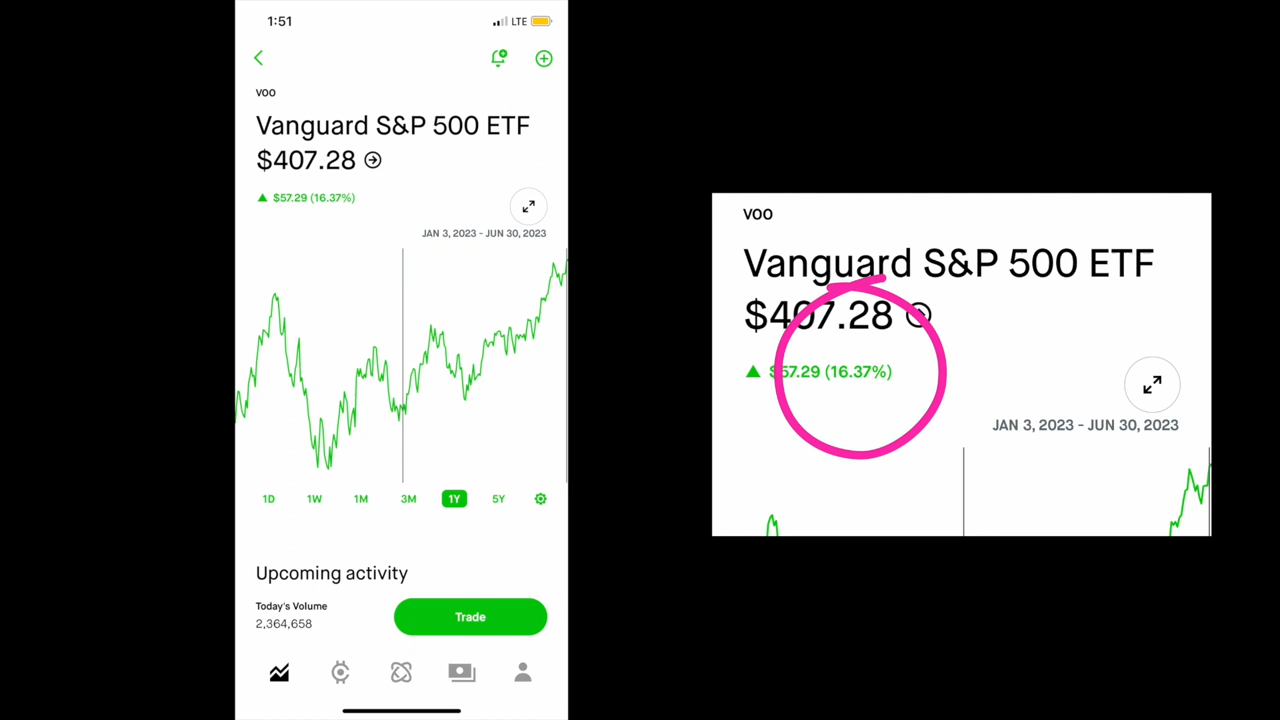 1:51
LTE
VOO
Vanguard S&P 500 ETF
$407.28
$57.29 (16.37%)
JAN 3, 2023 - JUN 30, 2023
1D 1W 1M 3M 1Y 5Y
Upcoming activity
Today's Volume
2,364,658
Trade
VOO
Vanguard S&P 500 ETF
$407.28
$57.29 (16.37%)
JAN 3, 2023 - JUN 30, 2023